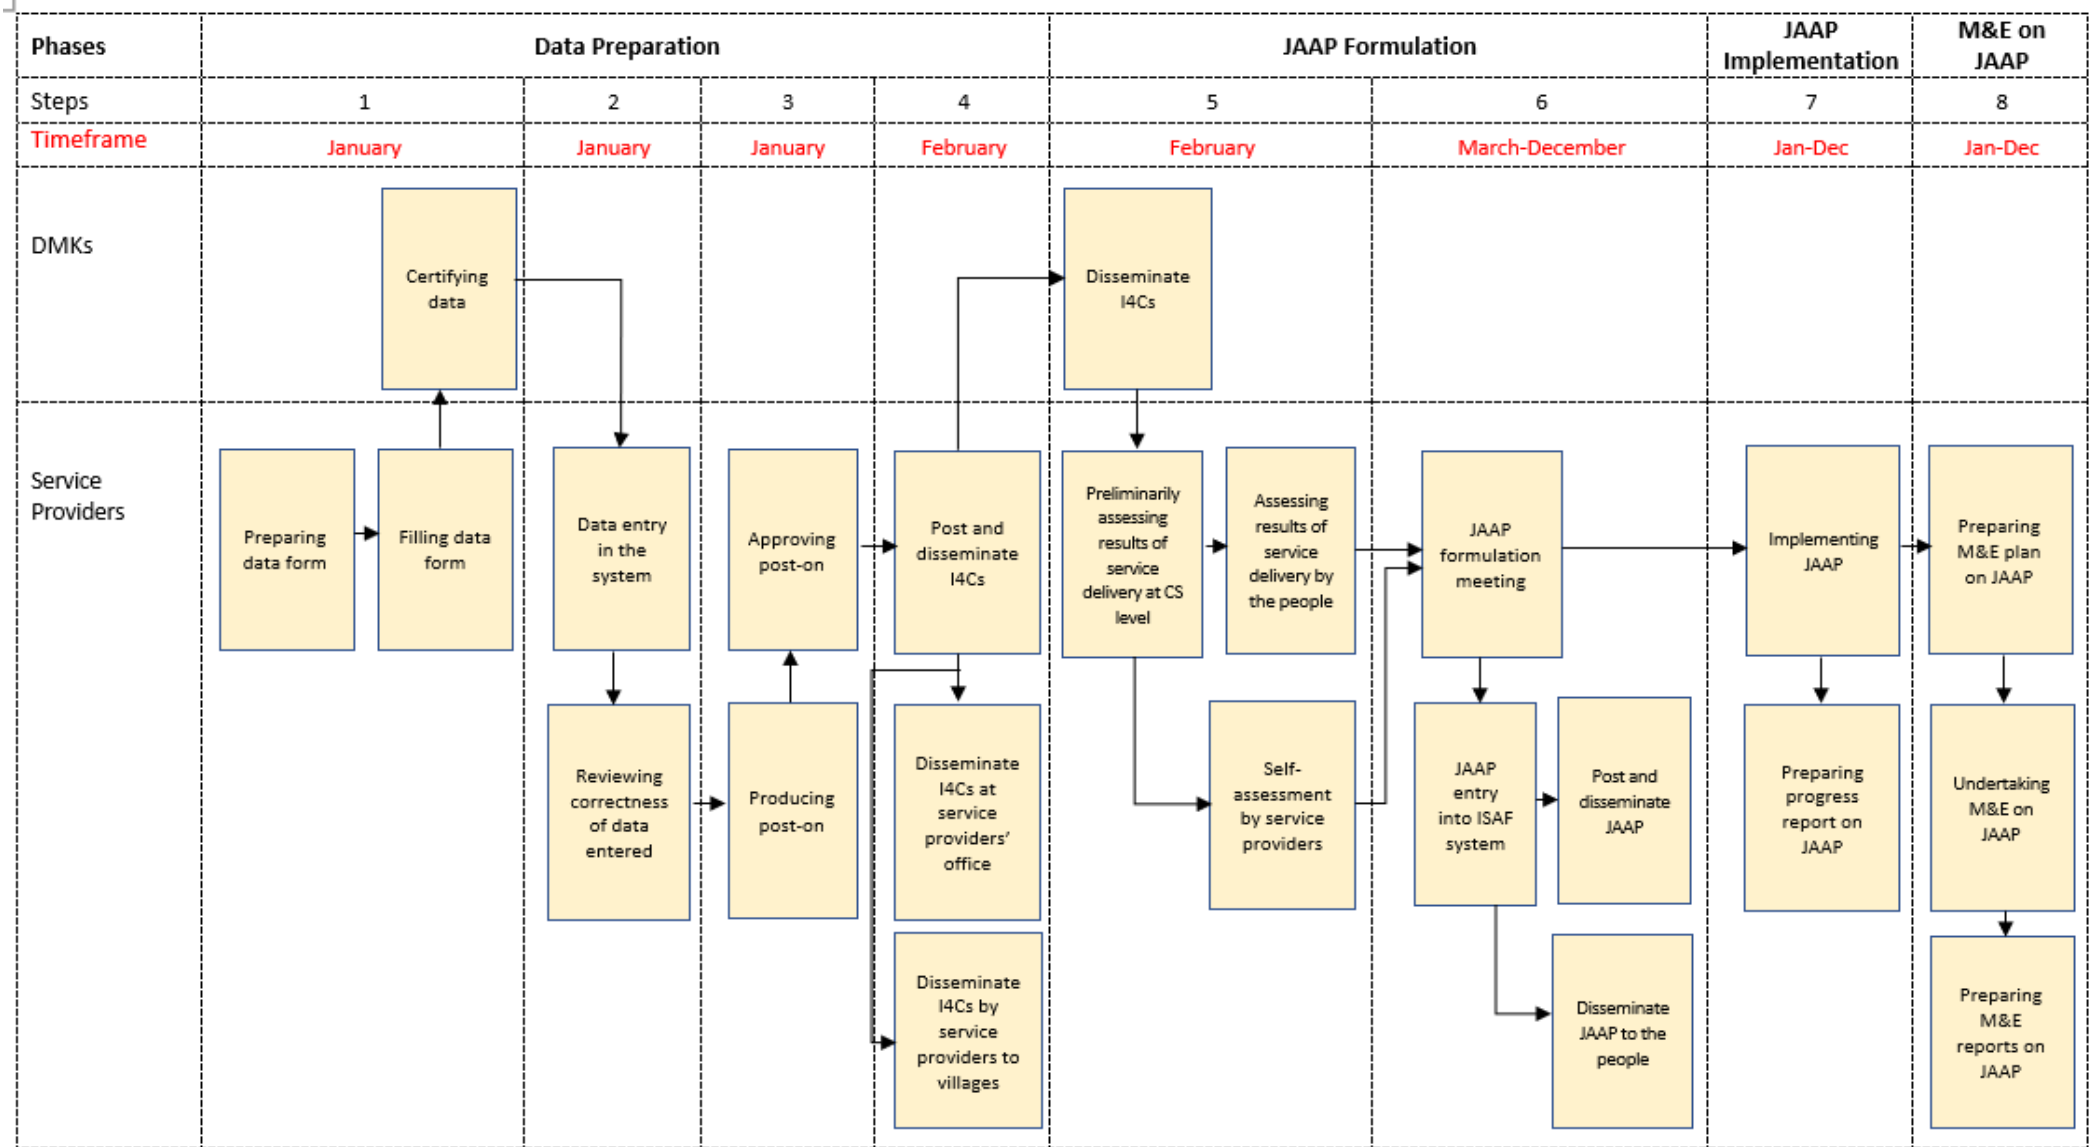 Phases
Data Preparation
JAAP Formulation
JAAP
Implementation
M&E on
JAAP
Steps
1
2
3
4
5
6
7
8
Timeframe
January
January
January
February
February
March-December
Jan-Dec
Jan-Dec
DMKs
Certifying
data
Disseminate
I4Cs
Service
Providers
Preparing
data form
Filling data
form
Data entry
in the
system
Approving
post-on
Post and
disseminate
I4Cs
Preliminarily
assessing
results of
service
delivery at CS
level
Assessing
results of
service
delivery by
the people
JAAP
formulation
meeting
Implementing
JAAP
Preparing
M&E plan
on JAAP
Reviewing
correctness
of data
entered
Producing
post-on
Disseminate
I4Cs at
service
providers’
office
Self-
assessment
by service
providers
JAAP
entry
into ISAF
system
Post and
disseminate
JAAP
Preparing
progress
report on
JAAP
Undertaking
M&E on
JAAP
Disseminate
I4Cs by
service
providers to
villages
Disseminate
JAAP to the
people
Preparing
M&E
reports on
JAAP